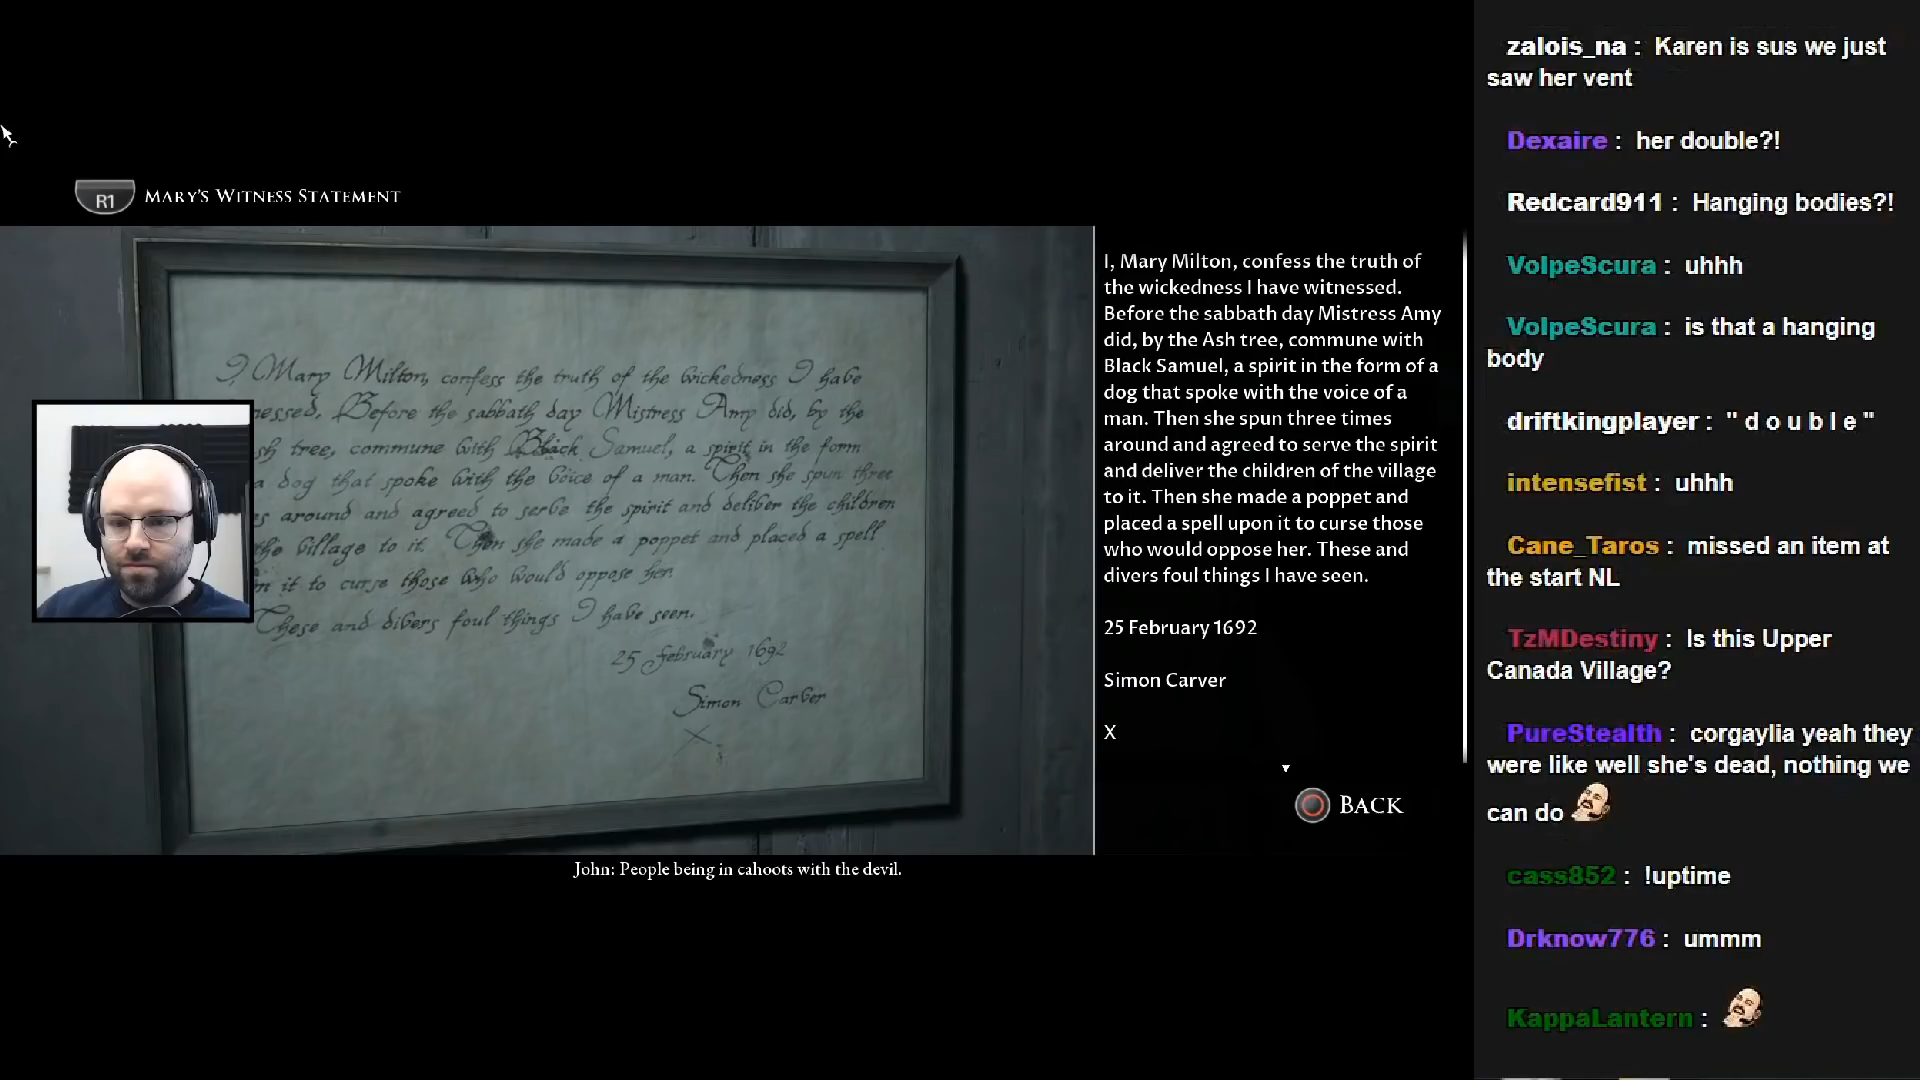 R1 MARY'S WITNESS STATEMENT
I, Mary Milton, confess the truth of the wickedness I have
nessed, Before the sabbath day Mistress Amy did, by the
sh tree, commune with Black Samuel, a spirit in the form
a dog that spoke with the voice of a man. Then she spun three
s around and agreed to serve the spirit and deliver the children
the village to it. Then she made a poppet and placed a spell
n it to curse those who would oppose her.
These and divers foul things I have seen.
25 February 1692
Simon Carver
X
I, Mary Milton, confess the truth of
the wickedness I have witnessed.
Before the sabbath day Mistress Amy
did, by the Ash tree, commune with
Black Samuel, a spirit in the form of a
dog that spoke with the voice of a
man. Then she spun three times
around and agreed to serve the spirit
and deliver the children of the village
to it. Then she made a poppet and
placed a spell upon it to curse those
who would oppose her. These and
divers foul things I have seen.
25 February 1692
Simon Carver
X
BACK
John: People being in cahoots with the devil.
zalois_na : Karen is sus we just
saw her vent
Dexaire : her double?!
Redcard911 : Hanging bodies?!
VolpeScura : uhhh
VolpeScura : is that a hanging
body
driftkingplayer : " d o u b l e "
intensefist : uhhh
Cane_Taros : missed an item at
the start NL
TzMDestiny : Is this Upper
Canada Village?
PureStealth : corgaylia yeah they
were like well she's dead, nothing we
can do
cass852 : !uptime
Drknow776 : ummm
KappaLantern :